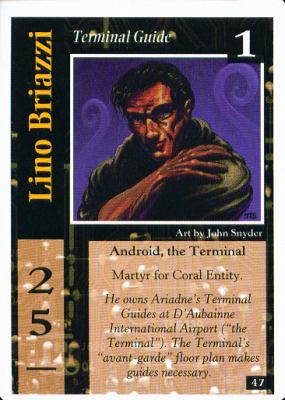 Terminal Guide
1
Lino Briazzi
Art by John Snyder
Android, the Terminal
Martyr for Coral Entity.
He owns Ariadne's Terminal
Guides at D'Aubainne
International Airport ("the
Terminal"). The Terminal's
"avant-garde" floor plan makes
guides necessary.
2
5
47